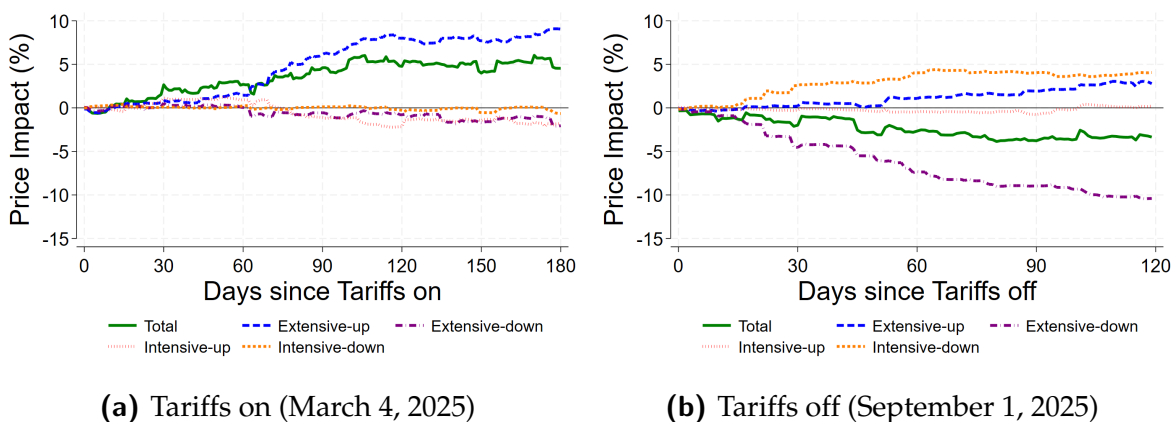 Price Impact (%)
10
5
0
-5
-10
-15
0 30 60 90 120 150 180
Days since Tariffs on
Total Extensive-up Extensive-down
Intensive-up Intensive-down
(a) Tariffs on (March 4, 2025)
Price Impact (%)
10
5
0
-5
-10
-15
0 30 60 90 120
Days since Tariffs off
Total Extensive-up Extensive-down
Intensive-up Intensive-down
(b) Tariffs off (September 1, 2025)